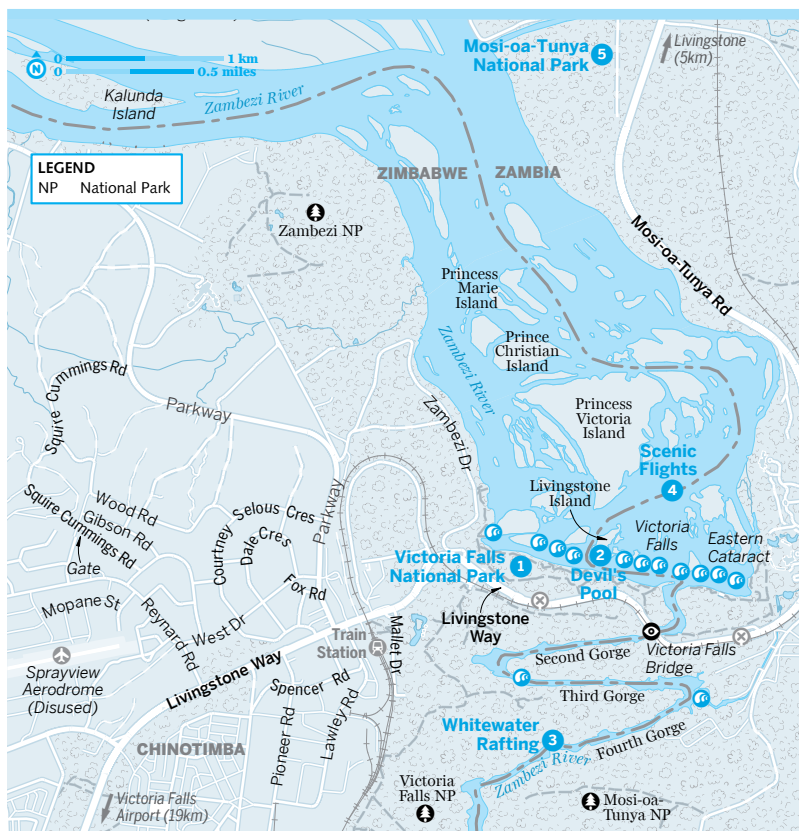 Mosi-oa-Tunya
National Park
5
Livingstone
(5km)
0
1 km
N
0
0.5 miles
Kalunda
Island
Zambezi River
LEGEND
NP National Park
ZIMBABWE
ZAMBIA
Zambezi NP
Mosi-oa-Tunya Rd
Princess
Marie
Island
Prince
Christian
Island
Zambezi River
Squire Cummings Rd
Parkway
Zambezi Dr
Princess
Victoria
Island
Scenic
Flights
4
Livingstone
Island
Parkway
Squire Cummings Rd
Wood Rd
Gibson Rd
Gate
Courtney Selous Cres
Dale Cres
Fox Rd
Victoria
Falls
Eastern
Cataract
Victoria Falls
National Park
1
2
Devil's
Pool
Mopane St
Reynard Rd
West Dr
Livingstone
Way
Train
Station
Mallet Dr
Second Gorge
Victoria Falls
Bridge
Sprayview
Aerodrome
(Disused)
Livingstone Way
Spencer Rd
Third Gorge
Pioneer Rd
Lawley Rd
Whitewater
Rafting
3
Fourth Gorge
CHINOTIMBA
Zambezi River
Victoria Falls
Airport (19km)
Victoria
Falls NP
Mosi-oa-
Tunya NP